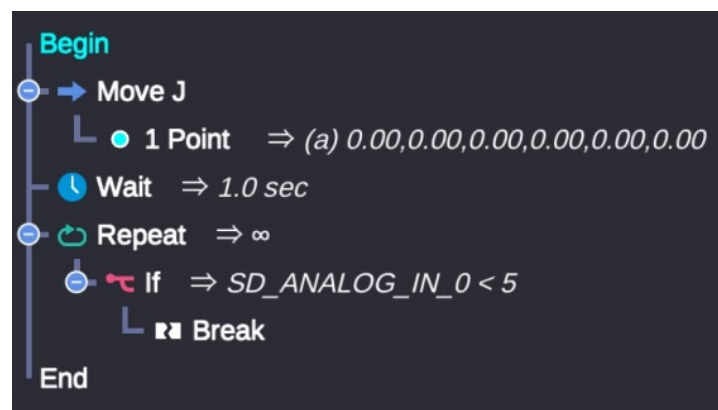 Begin
Move J
1 Point ⇒ (a) 0.00,0.00,0.00,0.00,0.00,0.00
Wait ⇒ 1.0 sec
Repeat ⇒ ∞
If ⇒ SD_ANALOG_IN_0 < 5
Break
End